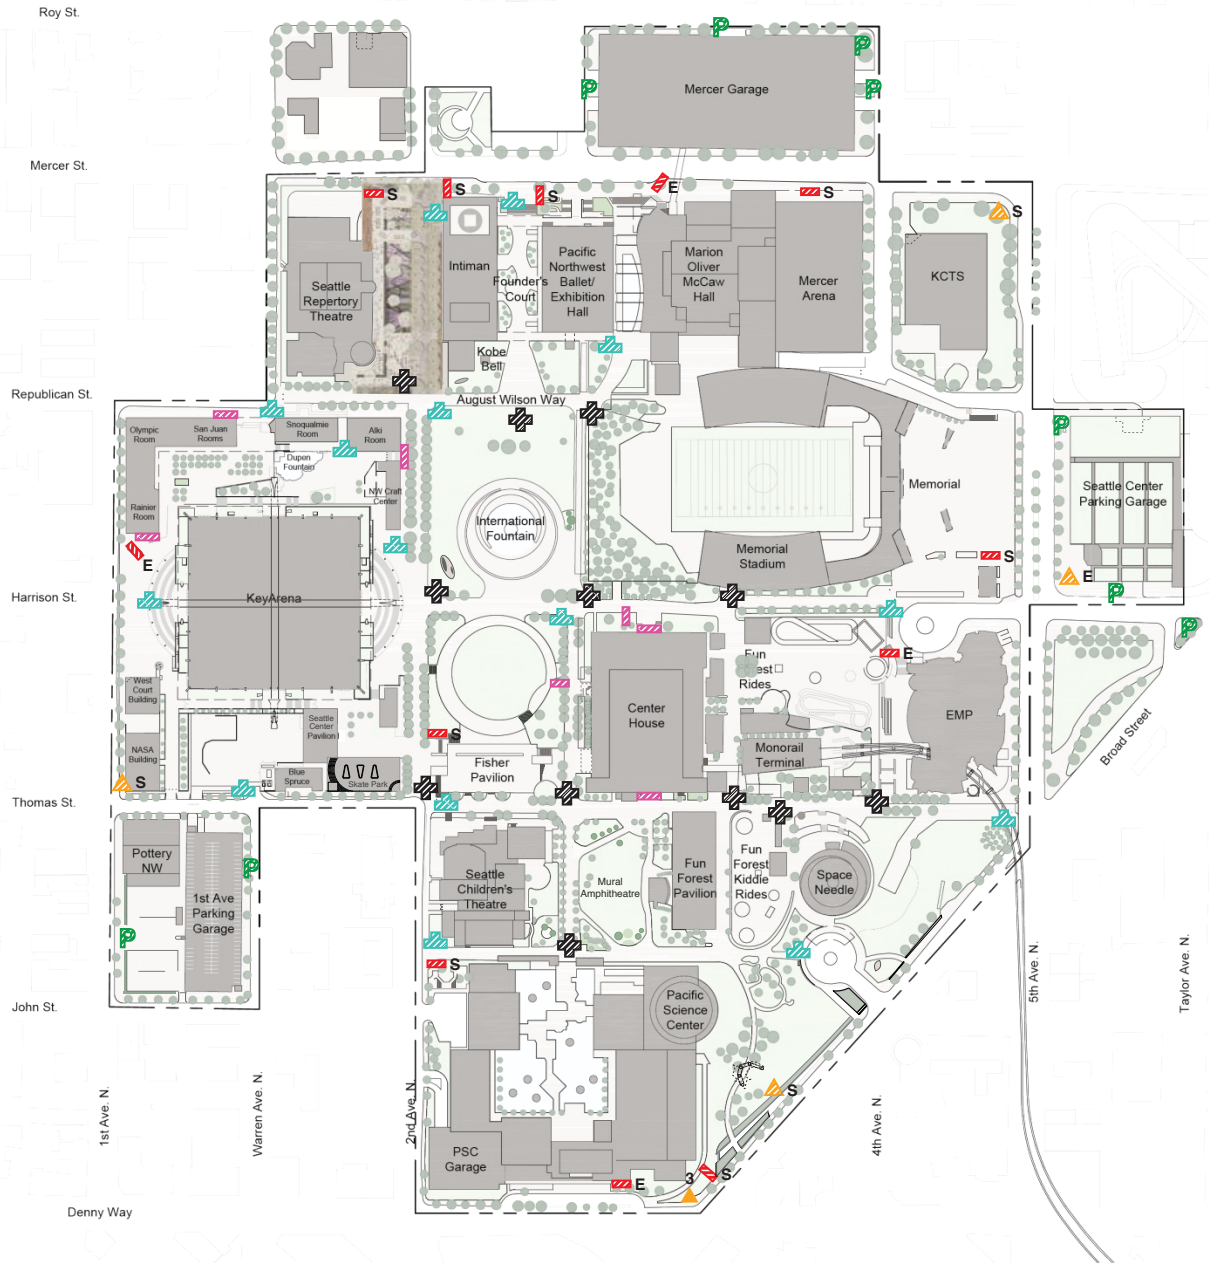 Roy St.
P
P
P
Mercer Garage
P
Mercer St.
S
S
S
E
S
S
Seattle
Repertory
Theatre
Intiman
Founder's
Court
Pacific
Northwest
Ballet/
Exhibition
Hall
Marion
Oliver
McCaw
Hall
Mercer
Arena
KCTS
Kobe
Bell
Republican St.
August Wilson Way
Olympic
Room
San Juan
Rooms
Snoqualmie
Room
Alki
Room
P
Dupen
Fountain
NW Craft
Center
Rainier
Room
International
Fountain
Memorial
Memorial
Stadium
Seattle Center
Parking Garage
E
S
E
P
Harrison St.
KeyArena
P
West
Court
Building
Seattle
Center
Pavilion
NASA
Building
S
Blue
Spruce
Skate Park
S
Fisher
Pavilion
Center
House
Fun
Forest
Rides
E
EMP
Monorail
Terminal
Broad Street
Thomas St.
Pottery
NW
P
1st Ave
Parking
Garage
P
Seattle
Children's
Theatre
Mural
Amphitheatre
Fun
Forest
Pavilion
Fun
Forest
Kiddie
Rides
Space
Needle
S
John St.
Pacific
Science
Center
S
PSC
Garage
E
3
S
1st Ave. N.
Warren Ave. N.
2nd Ave. N.
4th Ave. N.
5th Ave. N.
Taylor Ave. N.
Denny Way